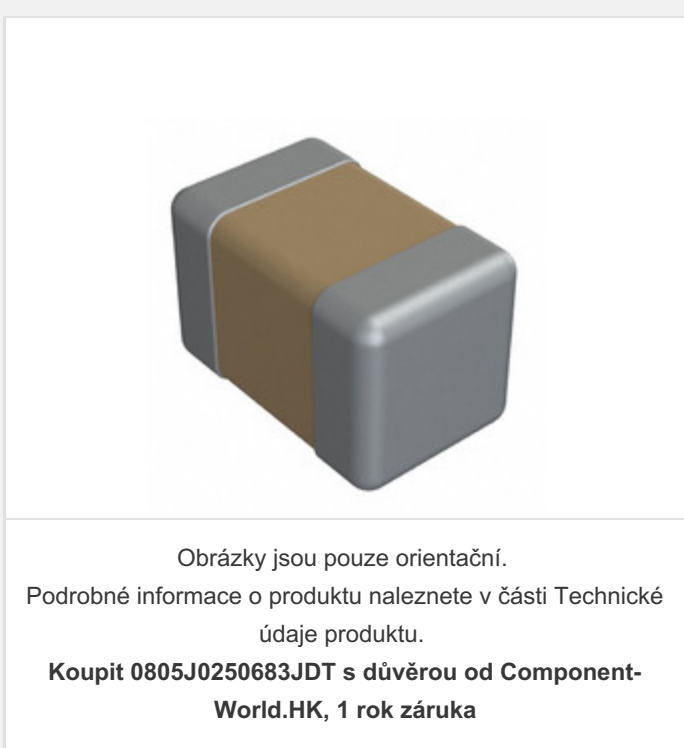 Obrázky jsou pouze orientační.
Podrobné informace o produktu naleznete v části Technické
údaje produktu.
Koupit 0805J0250683JDT s důvěrou od Component-
World.HK, 1 rok záruka